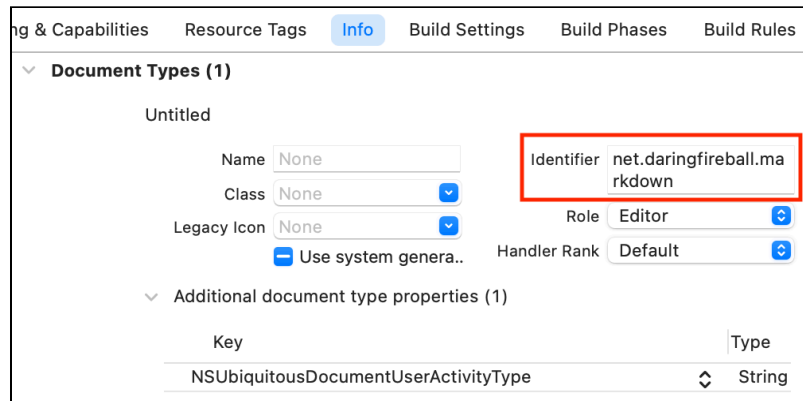 ng & Capabilities Resource Tags Info Build Settings Build Phases Build Rules
Document Types (1)
Untitled
Name None
Class None
Legacy Icon None
Use system genera..
Identifier net.daringfireball.ma
rkdown
Role Editor
Handler Rank Default
Additional document type properties (1)
Key Type
NSUbiquitousDocumentUserActivityType String